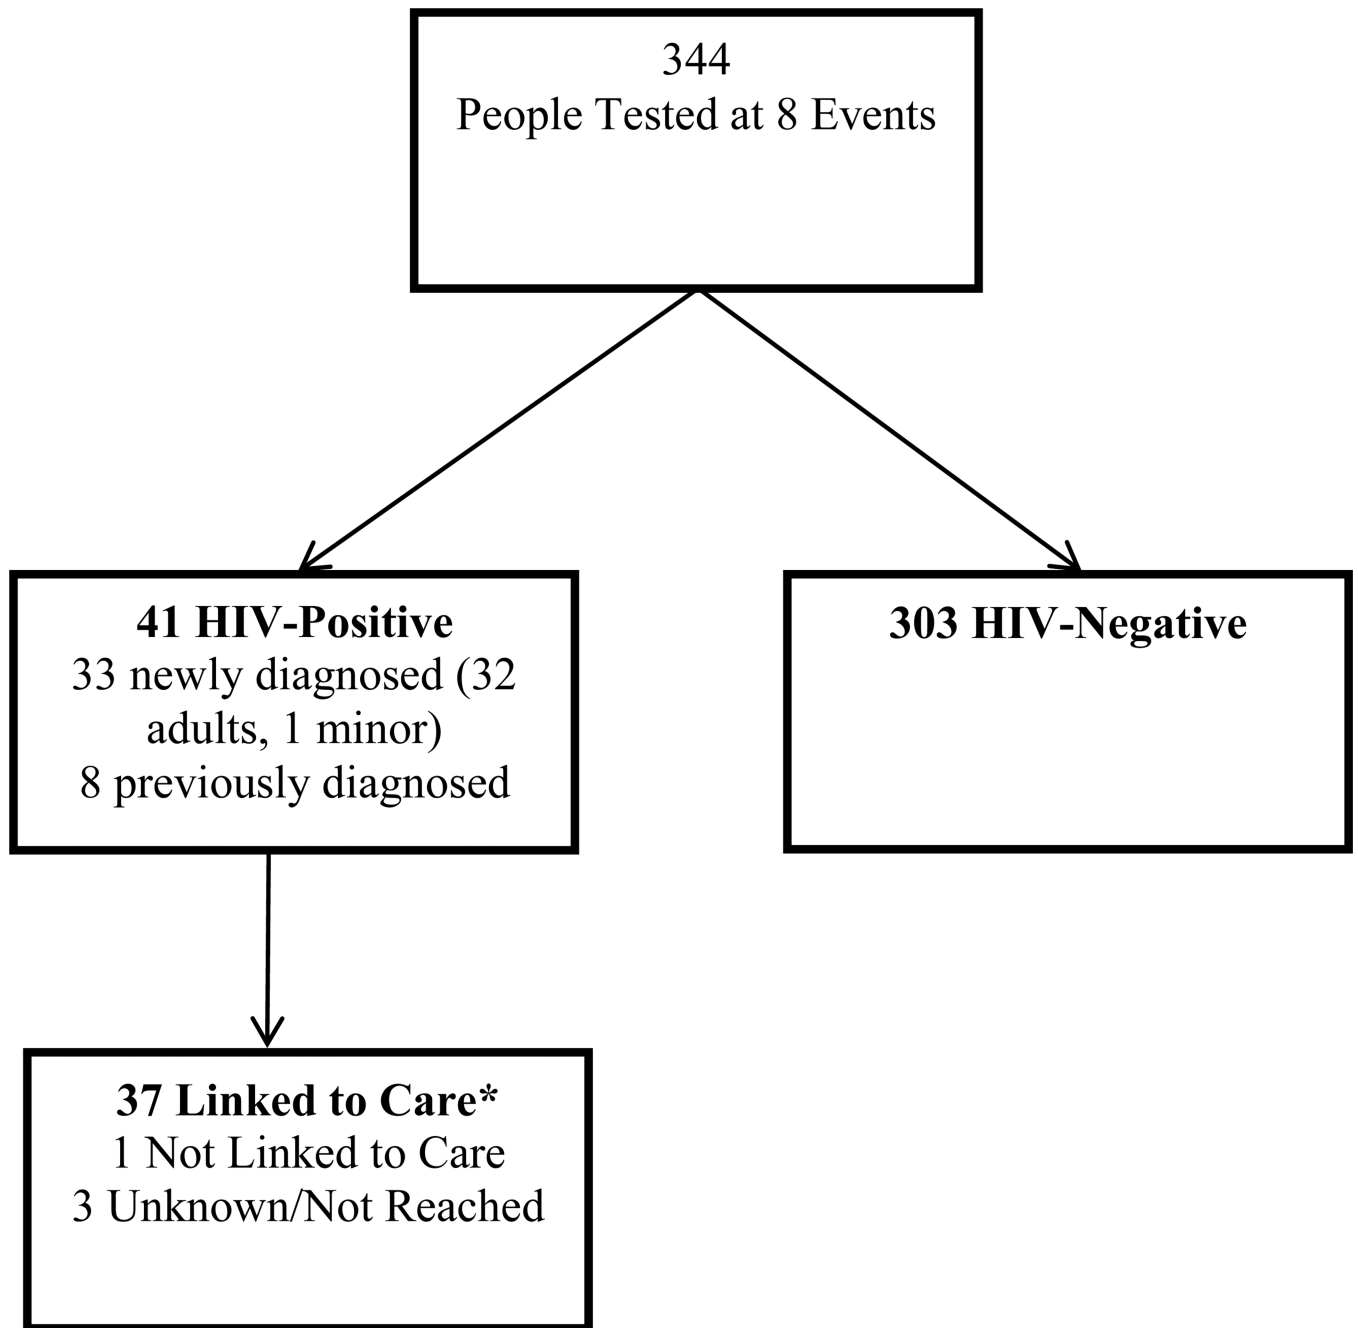 344
People Tested at 8 Events
41 HIV-Positive
33 newly diagnosed (32
adults, 1 minor)
8 previously diagnosed
303 HIV-Negative
37 Linked to Care*
1 Not Linked to Care
3 Unknown/Not Reached